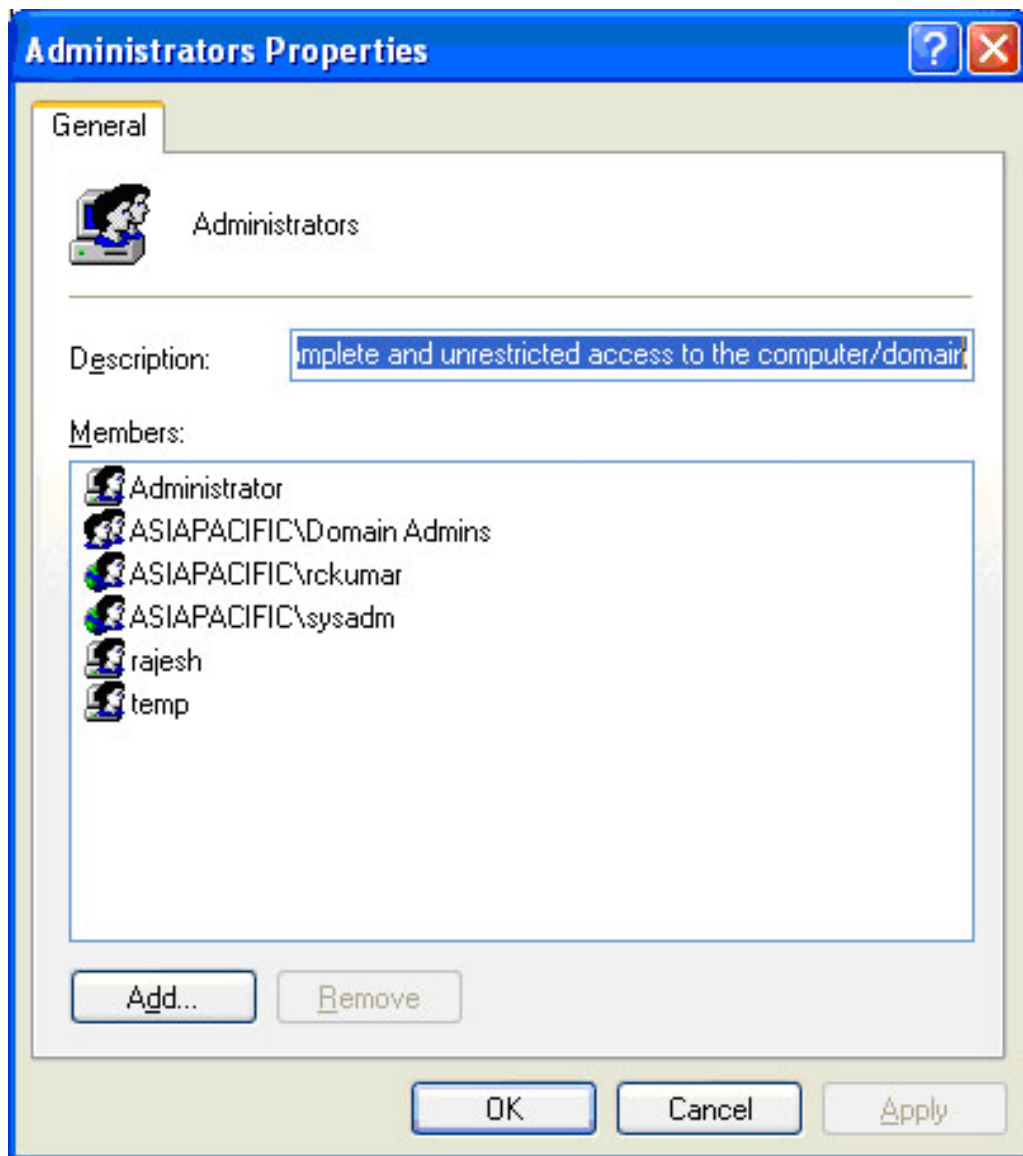 Administrators Properties
General
Administrators
Description:
mplete and unrestricted access to the computer/domain
Members:
Administrator
ASIAPACIFIC\Domain Admins
ASIAPACIFIC\rckumar
ASIAPACIFIC\sysadm
rajesh
temp
Add...
Remove
OK
Cancel
Apply